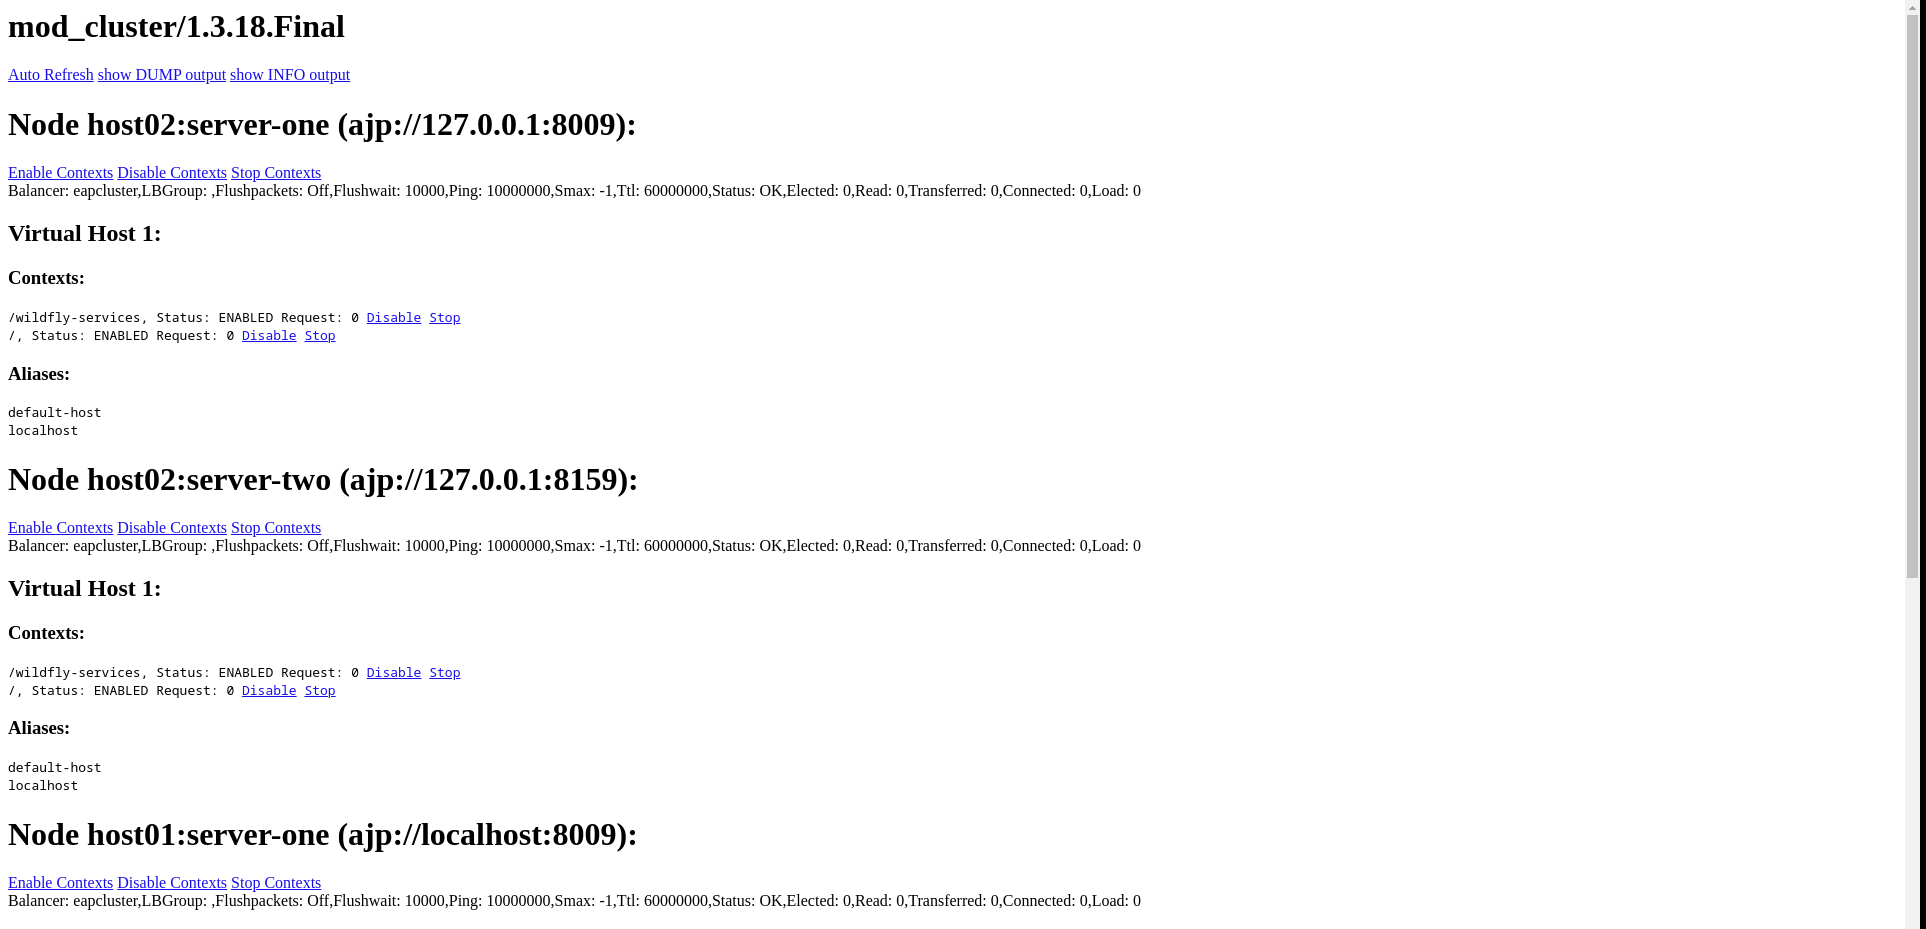 mod_cluster/1.3.18.Final
Auto Refresh show DUMP output show INFO output
Node host02:server-one (ajp://127.0.0.1:8009):
Enable Contexts Disable Contexts Stop Contexts
Balancer: eapcluster,LBGroup: ,Flushpackets: Off,Flushwait: 10000,Ping: 10000000,Smax: -1,Ttl: 60000000,Status: OK,Elected: 0,Read: 0,Transferred: 0,Connected: 0,Load: 0
Virtual Host 1:
Contexts:
/wildfly-services, Status: ENABLED Request: 0 Disable Stop
/, Status: ENABLED Request: 0 Disable Stop
Aliases:
default-host
localhost
Node host02:server-two (ajp://127.0.0.1:8159):
Enable Contexts Disable Contexts Stop Contexts
Balancer: eapcluster,LBGroup: ,Flushpackets: Off,Flushwait: 10000,Ping: 10000000,Smax: -1,Ttl: 60000000,Status: OK,Elected: 0,Read: 0,Transferred: 0,Connected: 0,Load: 0
Virtual Host 1:
Contexts:
/wildfly-services, Status: ENABLED Request: 0 Disable Stop
/, Status: ENABLED Request: 0 Disable Stop
Aliases:
default-host
localhost
Node host01:server-one (ajp://localhost:8009):
Enable Contexts Disable Contexts Stop Contexts
Balancer: eapcluster,LBGroup: ,Flushpackets: Off,Flushwait: 10000,Ping: 10000000,Smax: -1,Ttl: 60000000,Status: OK,Elected: 0,Read: 0,Transferred: 0,Connected: 0,Load: 0